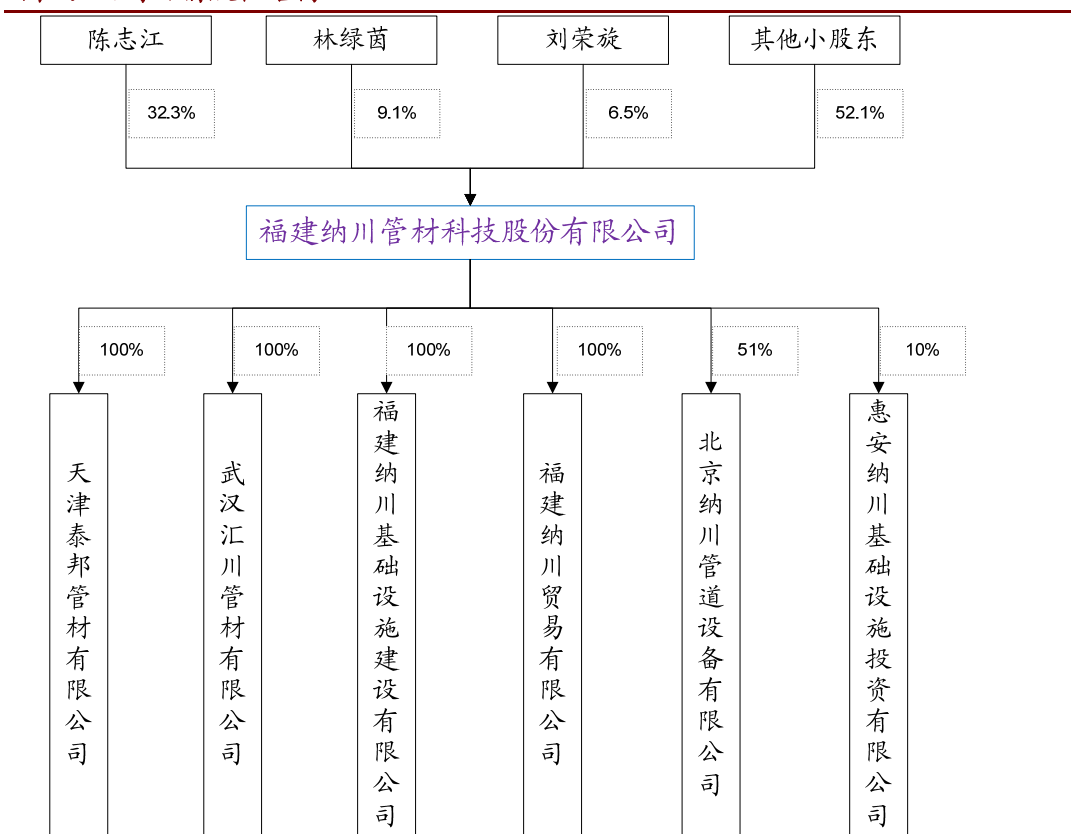 陈志江
林绿茵
刘荣旋
其他小股东
32.3%
9.1%
6.5%
52.1%
福建纳川管材科技股份有限公司
100%
100%
100%
100%
51%
10%
天津泰邦管材有限公司
武汉汇川管材有限公司
福建纳川基础设施建设有限公司
福建纳川贸易有限公司
北京纳川管道设备有限公司
惠安纳川基础设施投资有限公司